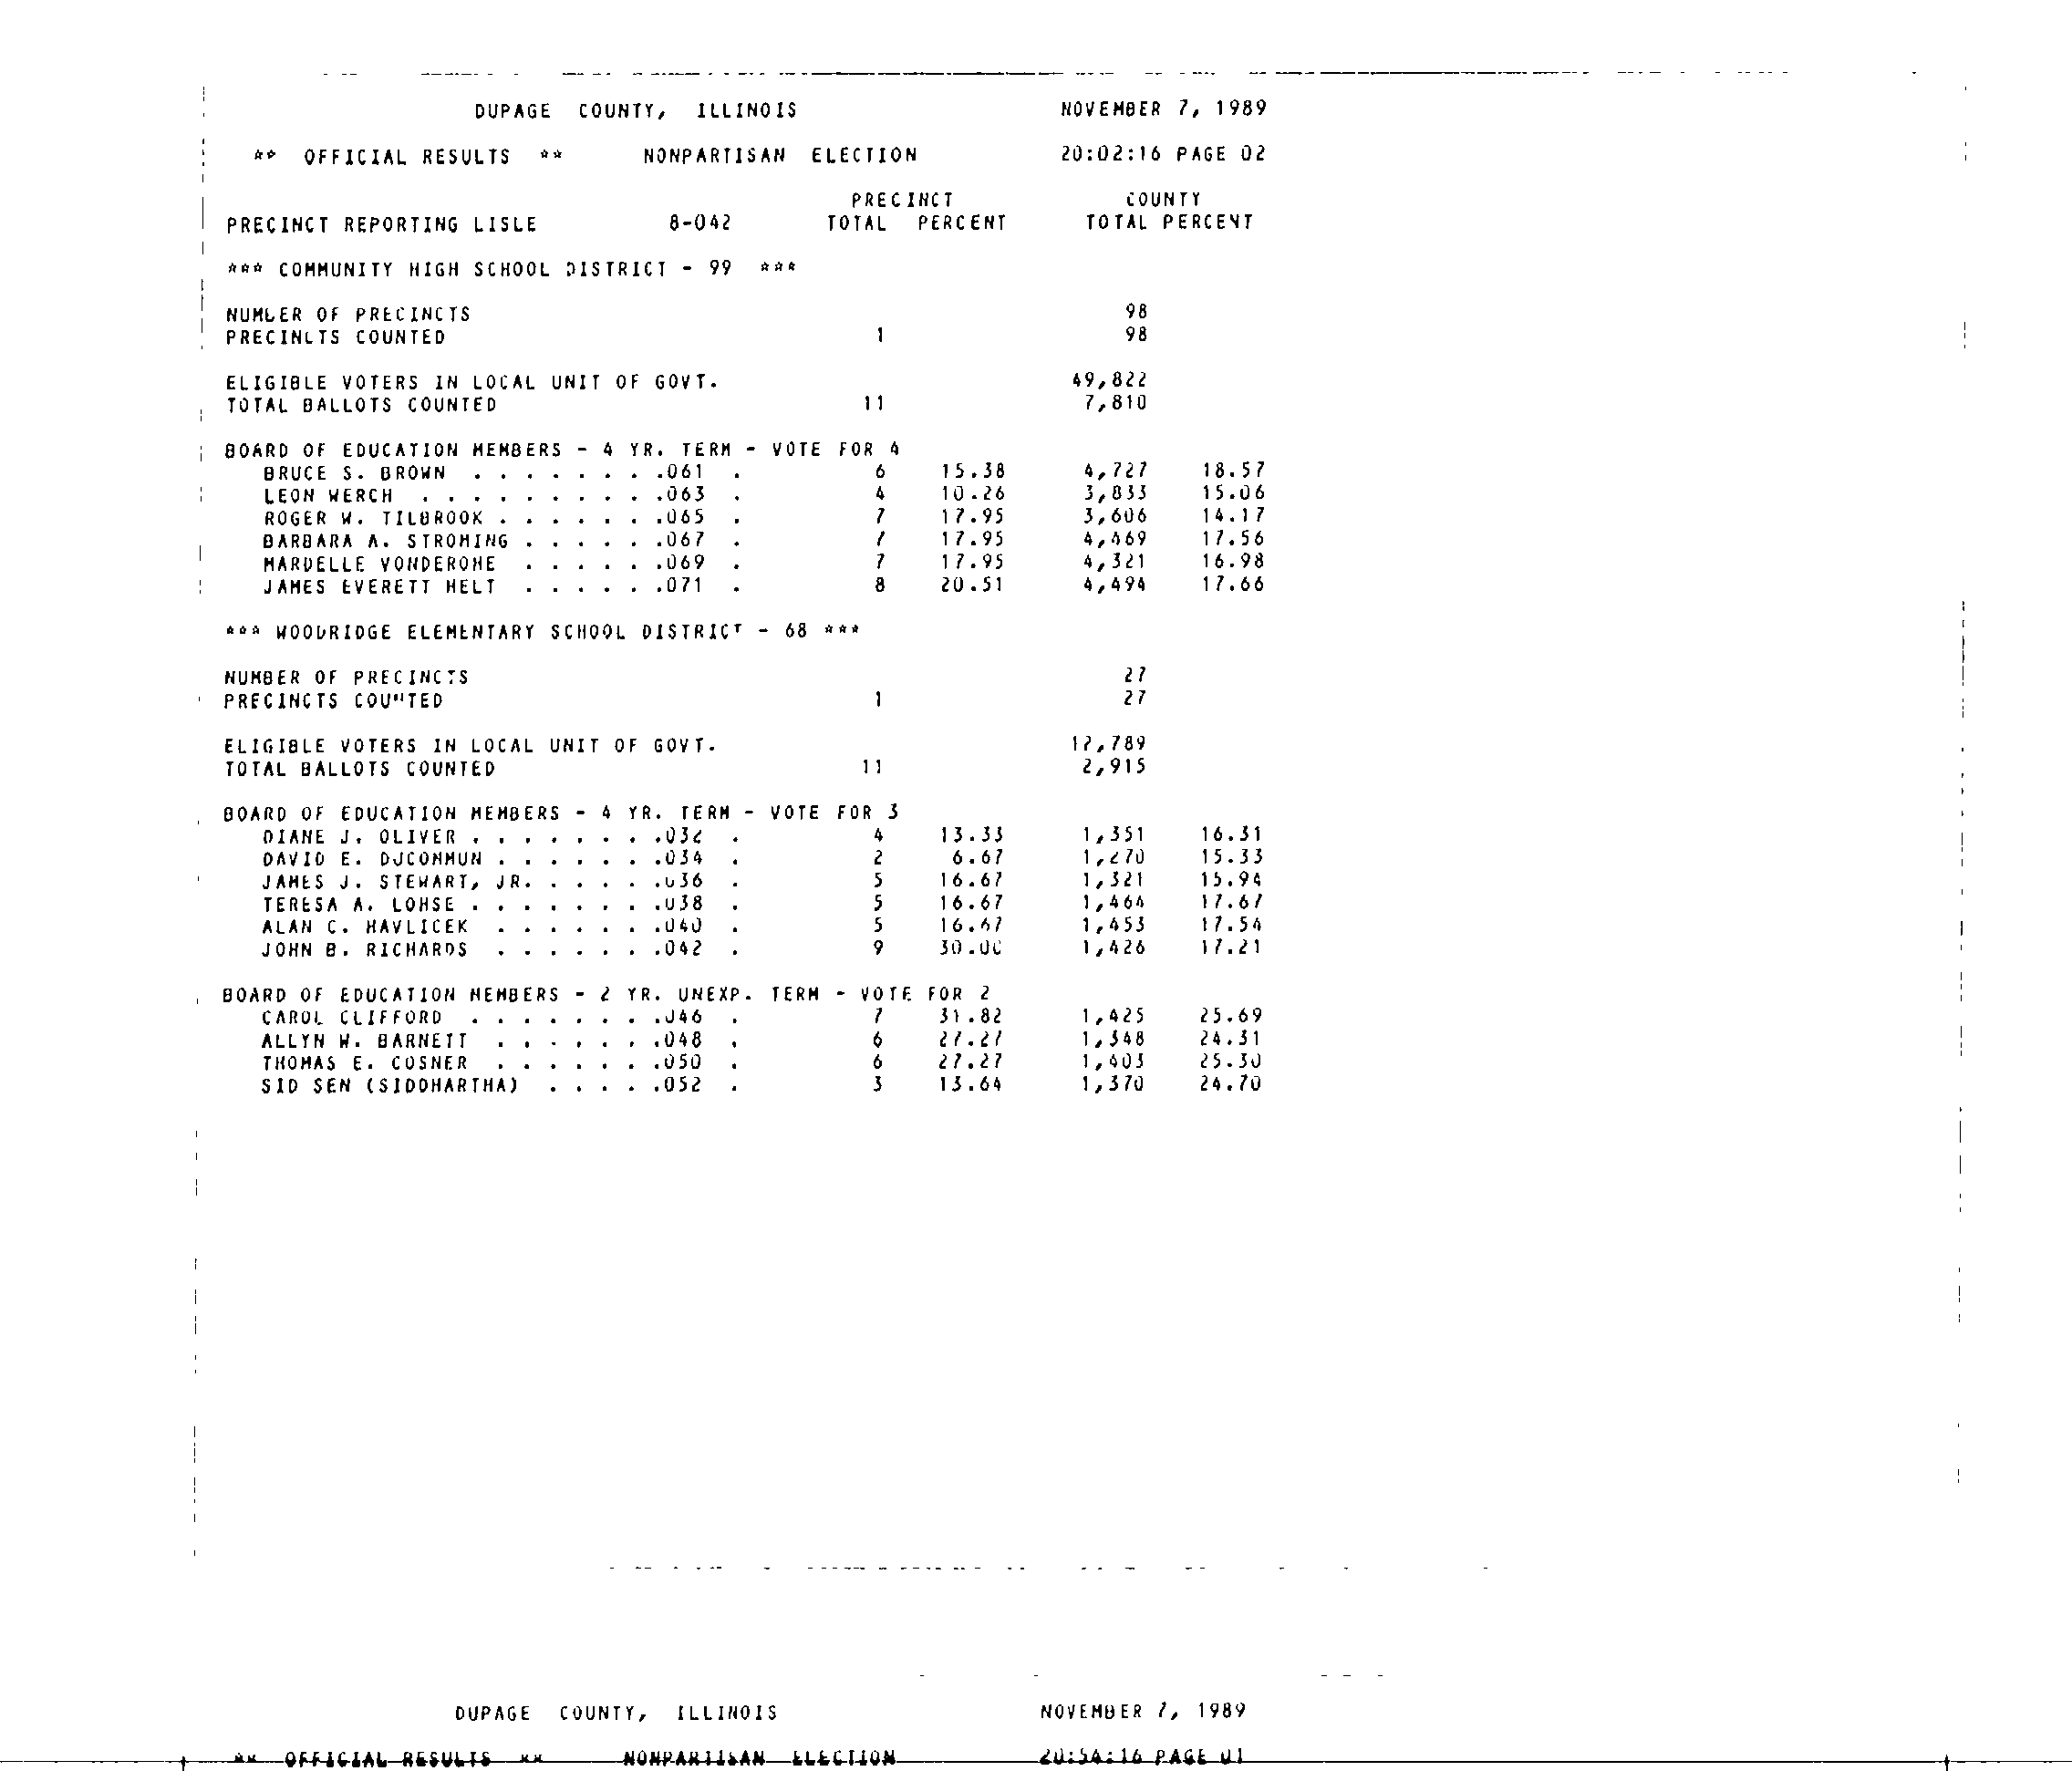 DUPAGE COUNTY, ILLINOIS NOVEMBER 7, 1989
** OFFICIAL RESULTS ** NONPARTISAN ELECTION 20:02:16 PAGE 02
PRECINCT COUNTY
PRECINCT REPORTING LISLE 8-042 TOTAL PERCENT TOTAL PERCENT
*** COMMUNITY HIGH SCHOOL DISTRICT - 99 ***
NUMBER OF PRECINCTS 98
PRECINCTS COUNTED 1 98
ELIGIBLE VOTERS IN LOCAL UNIT OF GOVT. 49,822
TOTAL BALLOTS COUNTED 11 7,810
BOARD OF EDUCATION MEMBERS - 4 YR. TERM - VOTE FOR 4
BRUCE S. BROWN . . . . . . . .061 . 6 15.38 4,727 18.57
LEON WERCH . . . . . . . . . .063 . 4 10.26 3,833 15.06
ROGER W. TILBROOK . . . . . . .065 . 7 17.95 3,606 14.17
BARBARA A. STROMING . . . . . .067 . 7 17.95 4,469 17.56
MARDELLE VONDEROHE . . . . . .069 . 7 17.95 4,321 16.98
JAMES EVERETT HELT . . . . . .071 . 8 20.51 4,494 17.66
*** WOODRIDGE ELEMENTARY SCHOOL DISTRICT - 68 ***
NUMBER OF PRECINCTS 27
PRECINCTS COUNTED 1 27
ELIGIBLE VOTERS IN LOCAL UNIT OF GOVT. 12,789
TOTAL BALLOTS COUNTED 11 2,915
BOARD OF EDUCATION MEMBERS - 4 YR. TERM - VOTE FOR 3
DIANE J. OLIVER . . . . . . . .032 . 4 13.33 1,351 16.31
DAVID E. DUCOMMUN . . . . . . .034 . 2 6.67 1,270 15.33
JAMES J. STEWART, JR. . . . . .036 . 5 16.67 1,321 15.94
TERESA A. LOHSE . . . . . . . .038 . 5 16.67 1,464 17.67
ALAN C. HAVLICEK . . . . . . .040 . 5 16.67 1,453 17.54
JOHN B. RICHARDS . . . . . . .042 . 9 30.00 1,426 17.21
BOARD OF EDUCATION MEMBERS - 2 YR. UNEXP. TERM - VOTE FOR 2
CAROL CLIFFORD . . . . . . . .046 . 7 31.82 1,425 25.69
ALLYN W. BARNETT . . . . . . .048 . 6 27.27 1,348 24.31
THOMAS E. COSNER . . . . . . .050 . 6 27.27 1,403 25.30
SID SEN (SIDDHARTHA) . . . . .052 . 3 13.64 1,370 24.70
DUPAGE COUNTY, ILLINOIS NOVEMBER 7, 1989
** OFFICIAL RESULTS ** NONPARTISAN ELECTION 20:54:16 PAGE 01